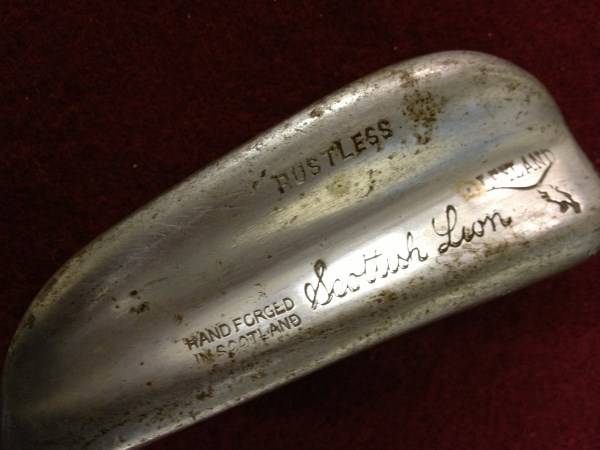 RUSTLESS
Scottish Lion
HAND FORGED
IN SCOTLAND